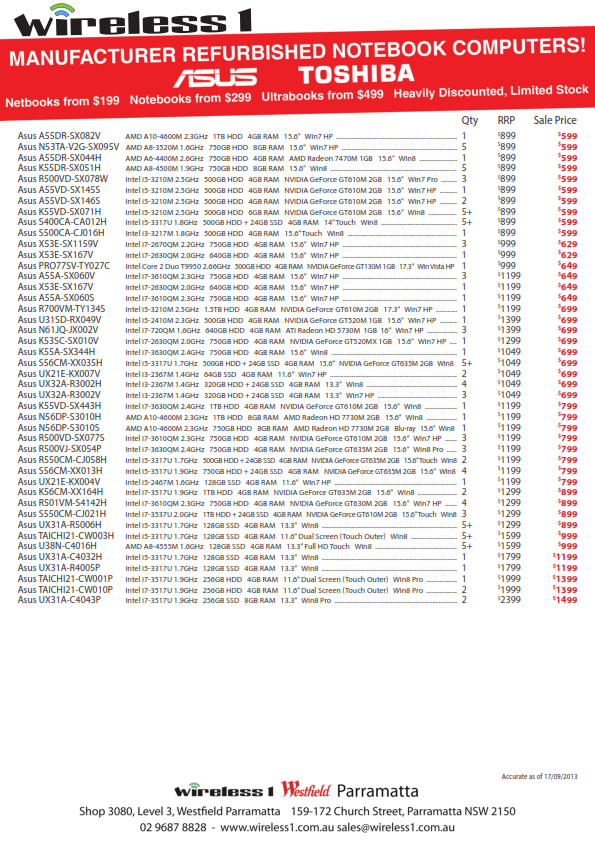 wireless 1
MANUFACTURER REFURBISHED NOTEBOOK COMPUTERS!
ASUS TOSHIBA
Netbooks from $199 Notebooks from $299 Ultrabooks from $499 Heavily Discounted, Limited Stock
Qty RRP Sale Price
Asus A55DR-SX082V AMD A10-4600M 2.3GHz 1TB HDD 4GB RAM 15.6" Win7 HP 1 $899 $599
Asus N53TA-V2G-SX095V AMD A8-3520M 1.6GHz 750GB HDD 8GB RAM 15.6" Win7 HP 5 $899 $599
Asus A55DR-SX044H AMD A6-4400M 2.6GHz 750GB HDD 4GB RAM AMD Radeon 7470M 1GB 15.6" Win8 1 $899 $599
Asus K55DR-SX051H AMD A8-4500M 1.9GHz 750GB HDD 8GB RAM 15.6" Win8 5 $899 $599
Asus R500VD-SX078W Intel i5-3210M 2.5GHz 500GB HDD 4GB RAM NVIDIA GeForce GT610M 2GB 15.6" Win7 Pro 3 $899 $599
Asus A55VD-SX145S Intel i5-3210M 2.5GHz 500GB HDD 4GB RAM NVIDIA GeForce GT610M 2GB 15.6" Win7 HP 1 $899 $599
Asus A55VD-SX146S Intel i5-3210M 2.5GHz 500GB HDD 4GB RAM NVIDIA GeForce GT610M 2GB 15.6" Win7 HP 2 $899 $599
Asus K55VD-SX071H Intel i5-3210M 2.5GHz 500GB HDD 6GB RAM NVIDIA GeForce GT610M 2GB 15.6" Win8 5+ $899 $599
Asus S400CA-CA012H Intel i5-3317U 1.8GHz 500GB HDD + 24GB SSD 4GB RAM 14"Touch Win8 5+ $899 $599
Asus S500CA-CJ016H Intel i3-3217M 1.8GHz 500GB HDD 4GB RAM 15.6"Touch Win8 1 $899 $599
Asus X53E-SX1159V Intel i7-2670QM 2.2GHz 750GB HDD 4GB RAM 15.6" Win7 HP 3 $999 $629
Asus X53E-SX167V Intel i7-2630QM 2.0GHz 640GB HDD 4GB RAM 15.6" Win7 HP 1 $999 $629
Asus PRO77SV-TY027C Intel Core 2 Duo T9950 2.66GHz 500GB HDD 4GB RAM NVIDIA GeForce GT130M 1GB 17.3" Win Vista HP 1 $999 $649
Asus A55A-SX060V Intel i7-3610QM 2.3GHz 750GB HDD 4GB RAM 15.6" Win7 HP 3 $1199 $649
Asus X53E-SX167V Intel i7-2630QM 2.0GHz 640GB HDD 4GB RAM 15.6" Win7 HP 1 $1199 $649
Asus A55A-SX060S Intel i7-3610QM 2.3GHz 750GB HDD 4GB RAM 15.6" Win7 HP 1 $1199 $649
Asus R700VM-TY134S Intel i5-3210M 2.5GHz 1.5TB HDD 4GB RAM NVIDIA GeForce GT610M 2GB 17.3" Win7 HP 1 $1199 $699
Asus U31SD-RX049V Intel i5-2410M 2.3GHz 500GB HDD 4GB RAM NVIDIA GeForce GT520M 1GB 15.6" Win7 HP 2 $1399 $699
Asus N61JQ-JX002V Intel i7-720QM 1.6GHz 640GB HDD 4GB RAM ATI Radeon HD 5730M 1GB 16" Win7 HP 3 $1399 $699
Asus K53SC-SX010V Intel i7-2630QM 2.0GHz 750GB HDD 4GB RAM NVIDIA GeForce GT520MX 1GB 15.6" Win7 HP 1 $1299 $699
Asus K55A-SX344H Intel i7-3630QM 2.4GHz 750GB HDD 4GB RAM 15.6" Win8 1 $1049 $699
Asus S56CM-XX035H Intel i5-3317U 1.7GHz 500GB HDD + 24GB SSD 4GB RAM 15.6" NVIDIA GeForce GT635M 2GB Win8 5+ $1049 $699
Asus UX21E-KX007V Intel i3-2367M 1.4GHz 64GB SSD 4GB RAM 11.6" Win7 HP 2 $1049 $699
Asus UX32A-R3002H Intel i3-2367M 1.4GHz 320GB HDD + 24GB SSD 4GB RAM 13.3" Win8 4 $1049 $699
Asus UX32A-R3002V Intel i3-2367M 1.4GHz 320GB HDD + 24GB SSD 4GB RAM 13.3" Win7 HP 3 $1049 $699
Asus K55VD-SX443H Intel i7-3630QM 2.4GHz 1TB HDD 4GB RAM NVIDIA GeForce GT610M 2GB 15.6" Win8 1 $1199 $799
Asus N56DP-S3010H AMD A10-4600M 2.3GHz 1TB HDD 8GB RAM AMD Radeon HD 7730M 2GB 15.6" Win8 1 $1199 $799
Asus N56DP-S3010S AMD A10-4600M 2.3GHz 750GB HDD 8GB RAM AMD Radeon HD 7730M 2GB Blu-ray 15.6" Win8 1 $1199 $799
Asus R500VD-SX077S Intel i7-3610QM 2.3GHz 750GB HDD 4GB RAM NVIDIA GeForce GT610M 2GB 15.6" Win7 HP 3 $1199 $799
Asus R500VJ-SX054P Intel i7-3630QM 2.4GHz 750GB HDD 4GB RAM NVIDIA GeForce GT635M 2GB 15.6" Win8 Pro 3 $1199 $799
Asus R550CM-CJ058H Intel i5-3317U 1.7GHz 500GB HDD + 24GB SSD 4GB RAM NVIDIA GeForce GT635M 2GB 15.6"Touch Win8 2 $1199 $799
Asus S56CM-XX013H Intel i5-3517U 1.9GHz 750GB HDD + 24GB SSD 4GB RAM NVIDIA GeForce GT635M 2GB 15.6" Win8 4 $1199 $799
Asus UX21E-KX004V Intel i5-2467M 1.6GHz 128GB SSD 4GB RAM 11.6" Win7 HP 1 $1199 $799
Asus K56CM-XX164H Intel i7-3517U 1.9GHz 1TB HDD 4GB RAM NVIDIA GeForce GT635M 2GB 15.6" Win8 2 $1299 $899
Asus R501VM-S4142H Intel i7-3610QM 2.3GHz 750GB HDD 4GB RAM NVIDIA GeForce GT630M 2GB 15.6" Win7 HP 4 $1299 $899
Asus S550CM-CJ021H Intel i7-3537U 2.0GHz 1TB HDD + 24GB SSD 4GB RAM NVIDIA GeForce GT610M 2GB 15.6"Touch Win8 3 $1299 $899
Asus UX31A-R5006H Intel i5-3317U 1.7GHz 128GB SSD 4GB RAM 13.3" Win8 5+ $1299 $899
Asus TAICHI21-CW003H Intel i5-3317U 1.7GHz 128GB SSD 4GB RAM 11.6" Dual Screen (Touch Outer) Win8 5+ $1599 $999
Asus U38N-C4016H AMD A8-4555M 1.6GHz 128GB SSD 4GB RAM 13.3" Full HD Touch Win8 5+ $1599 $999
Asus UX31A-C4032H Intel i5-3317U 1.7GHz 128GB SSD 4GB RAM 13.3" Win8 1 $1799 $1199
Asus UX31A-R4005P Intel i5-3317U 1.7GHz 128GB SSD 4GB RAM 13.3" Win8 1 $1799 $1199
Asus TAICHI21-CW001P Intel i7-3517U 1.9GHz 256GB HDD 4GB RAM 11.6" Dual Screen (Touch Outer) Win8 Pro 1 $1999 $1399
Asus TAICHI21-CW010P Intel i7-3517U 1.9GHz 256GB HDD 4GB RAM 11.6" Dual Screen (Touch Outer) Win8 Pro 2 $1999 $1399
Asus UX31A-C4043P Intel i7-3517U 1.9GHz 256GB SSD 8GB RAM 13.3" Win8 Pro 2 $2399 $1499
Accurate as of 17/09/2013
wireless 1 Westfield Parramatta
Shop 3080, Level 3, Westfield Parramatta 159-172 Church Street, Parramatta NSW 2150
02 9687 8828 - www.wireless1.com.au sales@wireless1.com.au